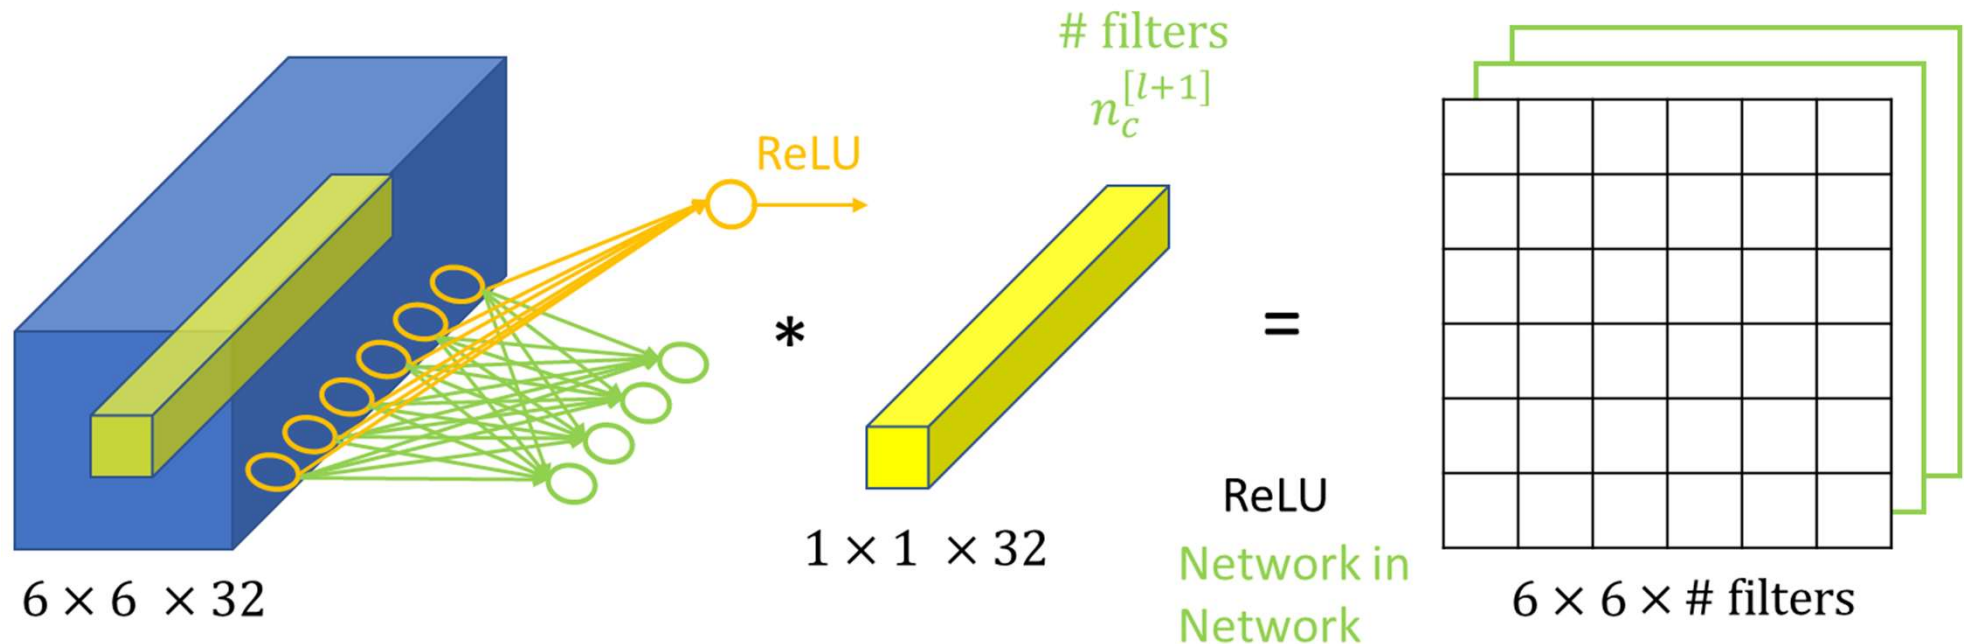 # filters
n_c^{[l+1]}
ReLU
*
=
ReLU
1 × 1 × 32
Network in
Network
6 × 6 × 32
6 × 6 × # filters